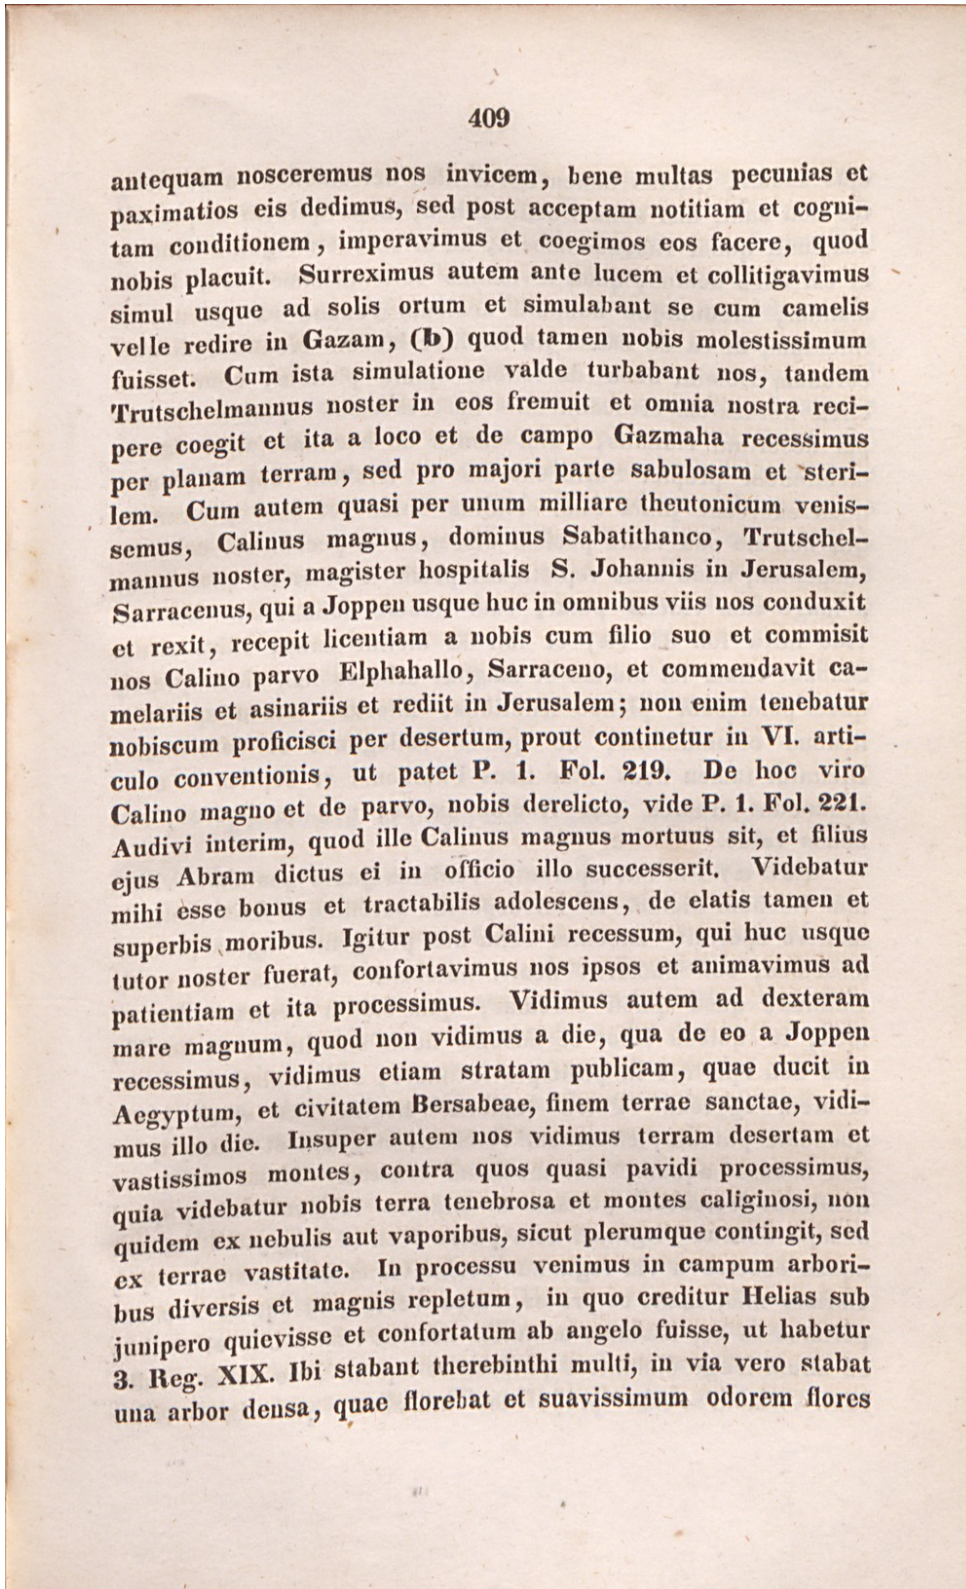 409
antequam nosceremus nos invicem, bene multas pecunias et
paximatios eis dedimus, sed post acceptam notitiam et cogni-
tam conditionem, imperavimus et coegimos eos facere, quod
nobis placuit. Surreximus autem ante lucem et collitigavimus
simul usque ad solis ortum et simulabant se cum camelis
velle redire in Gazam, (b) quod tamen nobis molestissimum
fuisset. Cum ista simulatione valde turbabant nos, tandem
Trutschelmannus noster in eos fremuit et omnia nostra reci-
pere coegit et ita a loco et de campo Gazmaha recessimus
per planam terram, sed pro majori parte sabulosam et steri-
lem. Cum autem quasi per unum milliare theutonicum venis-
semus, Calinus magnus, dominus Sabatithanco, Trutschel-
mannus noster, magister hospitalis S. Johannis in Jerusalem,
Sarracenus, qui a Joppen usque huc in omnibus viis nos conduxit
et rexit, recepit licentiam a nobis cum filio suo et commisit
nos Calino parvo Elphahallo, Sarraceno, et commendavit ca-
melariis et asinariis et rediit in Jerusalem; non enim tenebatur
nobiscum proficisci per desertum, prout continetur in VI. arti-
culo conventionis, ut patet P. 1. Fol. 219. De hoc viro
Calino magno et de parvo, nobis derelicto, vide P. 1. Fol. 221.
Audivi interim, quod ille Calinus magnus mortuus sit, et filius
ejus Abram dictus ei in officio illo successerit. Videbatur
mihi esse bonus et tractabilis adolescens, de elatis tamen et
superbis moribus. Igitur post Calini recessum, qui huc usque
tutor noster fuerat, confortavimus nos ipsos et animavimus ad
patientiam et ita processimus. Vidimus autem ad dexteram
mare magnum, quod non vidimus a die, qua de eo a Joppen
recessimus, vidimus etiam stratam publicam, quae ducit in
Aegyptum, et civitatem Bersabeae, finem terrae sanctae, vidi-
mus illo die. Insuper autem nos vidimus terram desertam et
vastissimos montes, contra quos quasi pavidi processimus,
quia videbatur nobis terra tenebrosa et montes caliginosi, non
quidem ex nebulis aut vaporibus, sicut plerumque contingit, sed
ex terrae vastitate. In processu venimus in campum arbori-
bus diversis et magnis repletum, in quo creditur Helias sub
junipero quievisse et confortatum ab angelo fuisse, ut habetur
3. Reg. XIX. Ibi stabant therebinthi multi, in via vero stabat
una arbor densa, quae florebat et suavissimum odorem flores